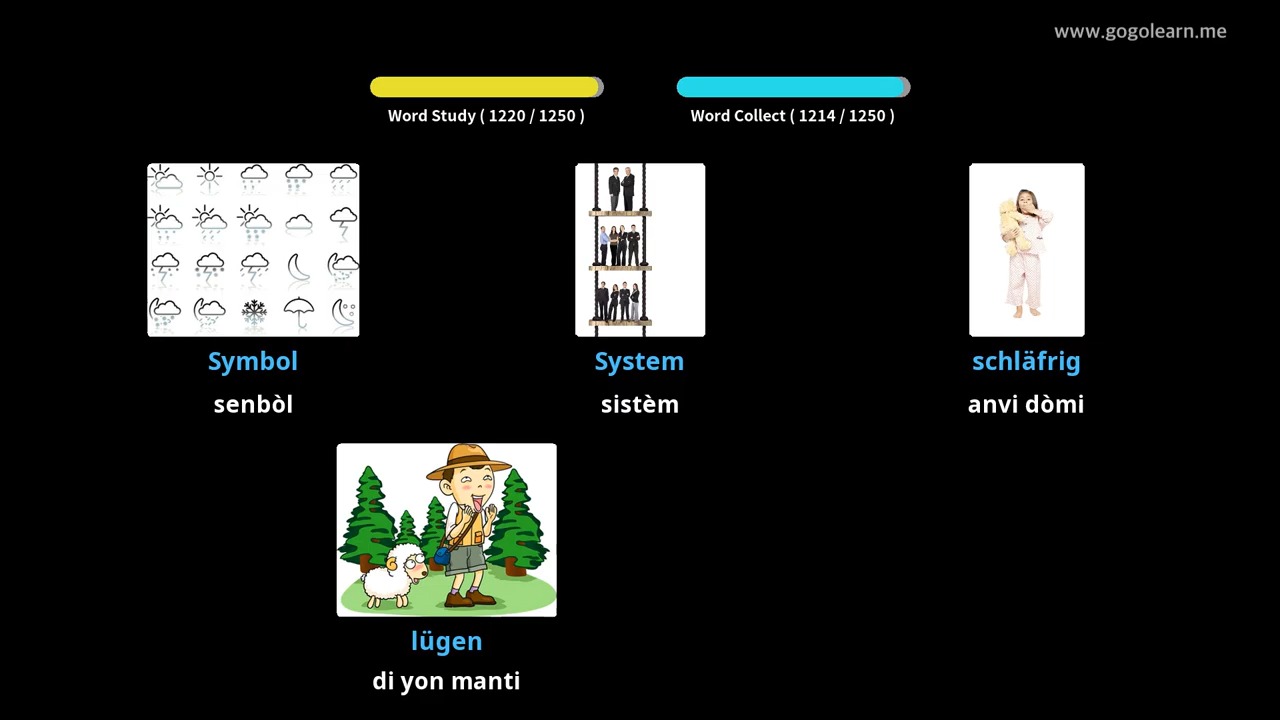 www.gogolearn.me
Word Study ( 1220 / 1250 )
Word Collect ( 1214 / 1250 )
Symbol
senbòl
System
sistèm
schläfrig
anvi dòmi
lügen
di yon manti